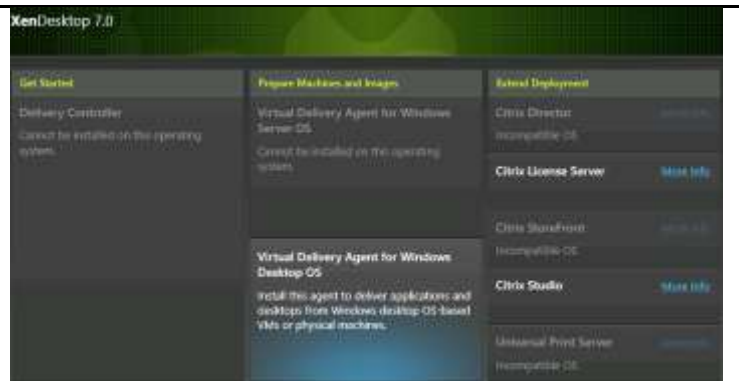 XenDesktop 7.0
Get Started
Delivery Controller
Cannot be installed on this operating
system.
Prepare Machines and Images
Virtual Delivery Agent for Windows
Server OS
Cannot be installed on this operating
system.
Virtual Delivery Agent for Windows
Desktop OS
Install this agent to deliver applications and
desktops from Windows desktop OS-based
VMs or physical machines.
Extend Deployment
Citrix Director
Incompatible OS
Citrix License Server More Info
Citrix StoreFront
Incompatible OS
Citrix Studio More Info
Universal Print Server
Incompatible OS